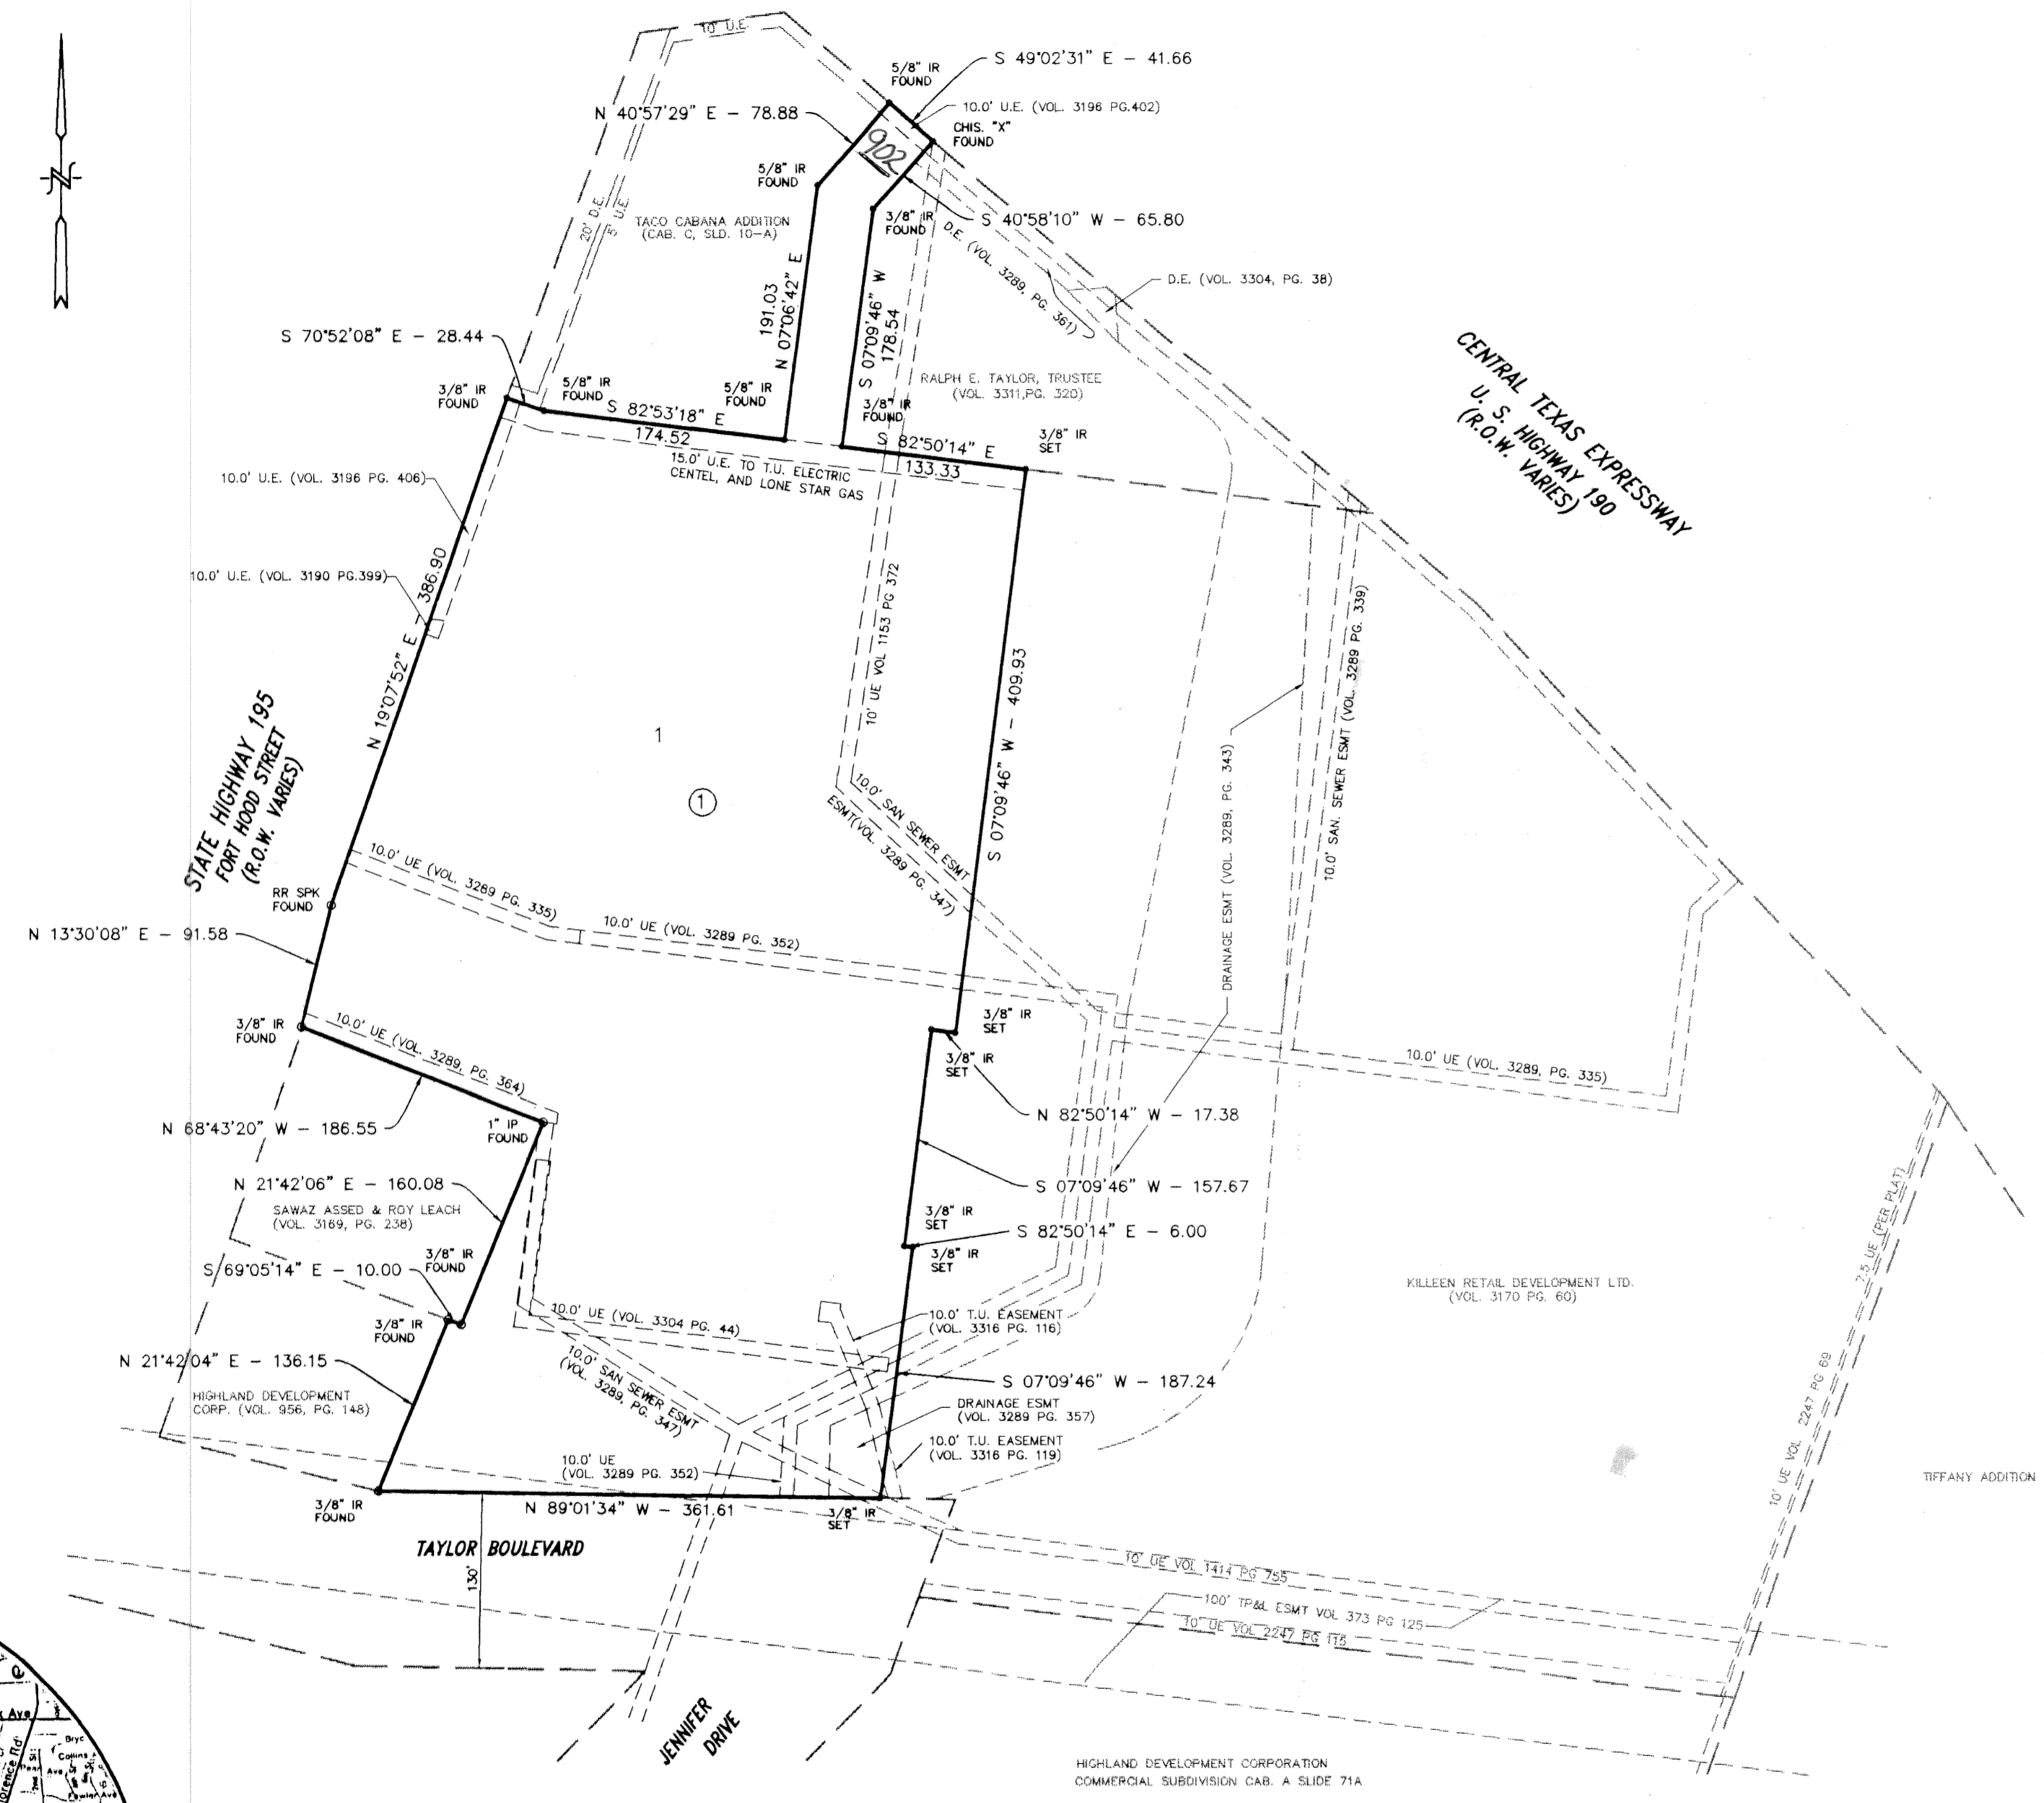 10' U.E.
S 49°02'31" E – 41.66
5/8" IR
FOUND
10.0' U.E. (VOL. 3196 PG.402)
N 40°57'29" E – 78.88
CHIS. "X"
FOUND
902
5/8" IR
FOUND
20' D.E.
5' U.E.
TACO CABANA ADDITION
(CAB. C, SLD. 10–A)
3/8" IR
FOUND
S 40°58'10" W – 65.80
D.E. (VOL. 3289, PG. 361)
D.E. (VOL. 3304, PG. 38)
191.03
N 07°06'42" E
S 07°09'46" W
178.54
S 70°52'08" E – 28.44
3/8" IR
FOUND
5/8" IR
FOUND
5/8" IR
FOUND
RALPH E. TAYLOR, TRUSTEE
(VOL. 3311,PG. 320)
CENTRAL TEXAS EXPRESSWAY
U. S. HIGHWAY 190
(R.O.W. VARIES)
S 82°53'18" E
174.52
3/8" IR
FOUND
S 82°50'14" E
133.33
3/8" IR
SET
15.0' U.E. TO T.U. ELECTRIC
CENTEL, AND LONE STAR GAS
10.0' U.E. (VOL. 3196 PG. 406)
10.0' U.E. (VOL. 3190 PG.399)
N 19°07'52" E – 386.90
10' UE VOL 1153 PG 372
S 07°09'46" W – 409.93
10.0' SAN. SEWER ESMT (VOL. 3289 PG. 339)
STATE HIGHWAY 195
FORT HOOD STREET
(R.O.W. VARIES)
1
1
10.0' SAN SEWER ESMT
ESMT(VOL. 3289 PG. 347)
DRAINAGE ESMT (VOL. 3289, PG. 343)
10.0' UE (VOL. 3289 PG. 335)
RR SPK
FOUND
10.0' UE (VOL. 3289 PG. 352)
N 13°30'08" E – 91.58
3/8" IR
FOUND
10.0' UE (VOL. 3289, PG. 364)
3/8" IR
SET
3/8" IR
SET
10.0' UE (VOL. 3289, PG. 335)
N 82°50'14" W – 17.38
N 68°43'20" W – 186.55
1" IP
FOUND
N 21°42'06" E – 160.08
S 07°09'46" W – 157.67
SAWAZ ASSED & ROY LEACH
(VOL. 3169, PG. 238)
3/8" IR
SET
S 82°50'14" E – 6.00
3/8" IR
FOUND
3/8" IR
SET
S 69°05'14" E – 10.00
7.5 UE (PER PLAT)
KILLEEN RETAIL DEVELOPMENT LTD.
(VOL. 3170 PG. 60)
3/8" IR
FOUND
10.0' UE (VOL. 3304 PG. 44)
10.0' T.U. EASEMENT
(VOL. 3316 PG. 116)
N 21°42'04" E – 136.15
10.0' SAN SEWER ESMT
(VOL. 3289, PG. 347)
S 07°09'46" W – 187.24
HIGHLAND DEVELOPMENT
CORP. (VOL. 956, PG. 148)
DRAINAGE ESMT
(VOL. 3289 PG. 357)
10.0' T.U. EASEMENT
(VOL. 3316 PG. 119)
10.0' UE
(VOL. 3289 PG. 352)
10' UE VOL 2247 PG 69
TIFFANY ADDITION
3/8" IR
FOUND
N 89°01'34" W – 361.61
3/8" IR
SET
TAYLOR BOULEVARD
130'
10' UE VOL 1414 PG 755
100' TP&L ESMT VOL 373 PG 125
10' UE VOL 2247 PG 115
JENNIFER
DRIVE
HIGHLAND DEVELOPMENT CORPORATION
COMMERCIAL SUBDIVISION CAB. A SLIDE 71A
Ave
Bryc
Collins
Ave
Fowler Ave